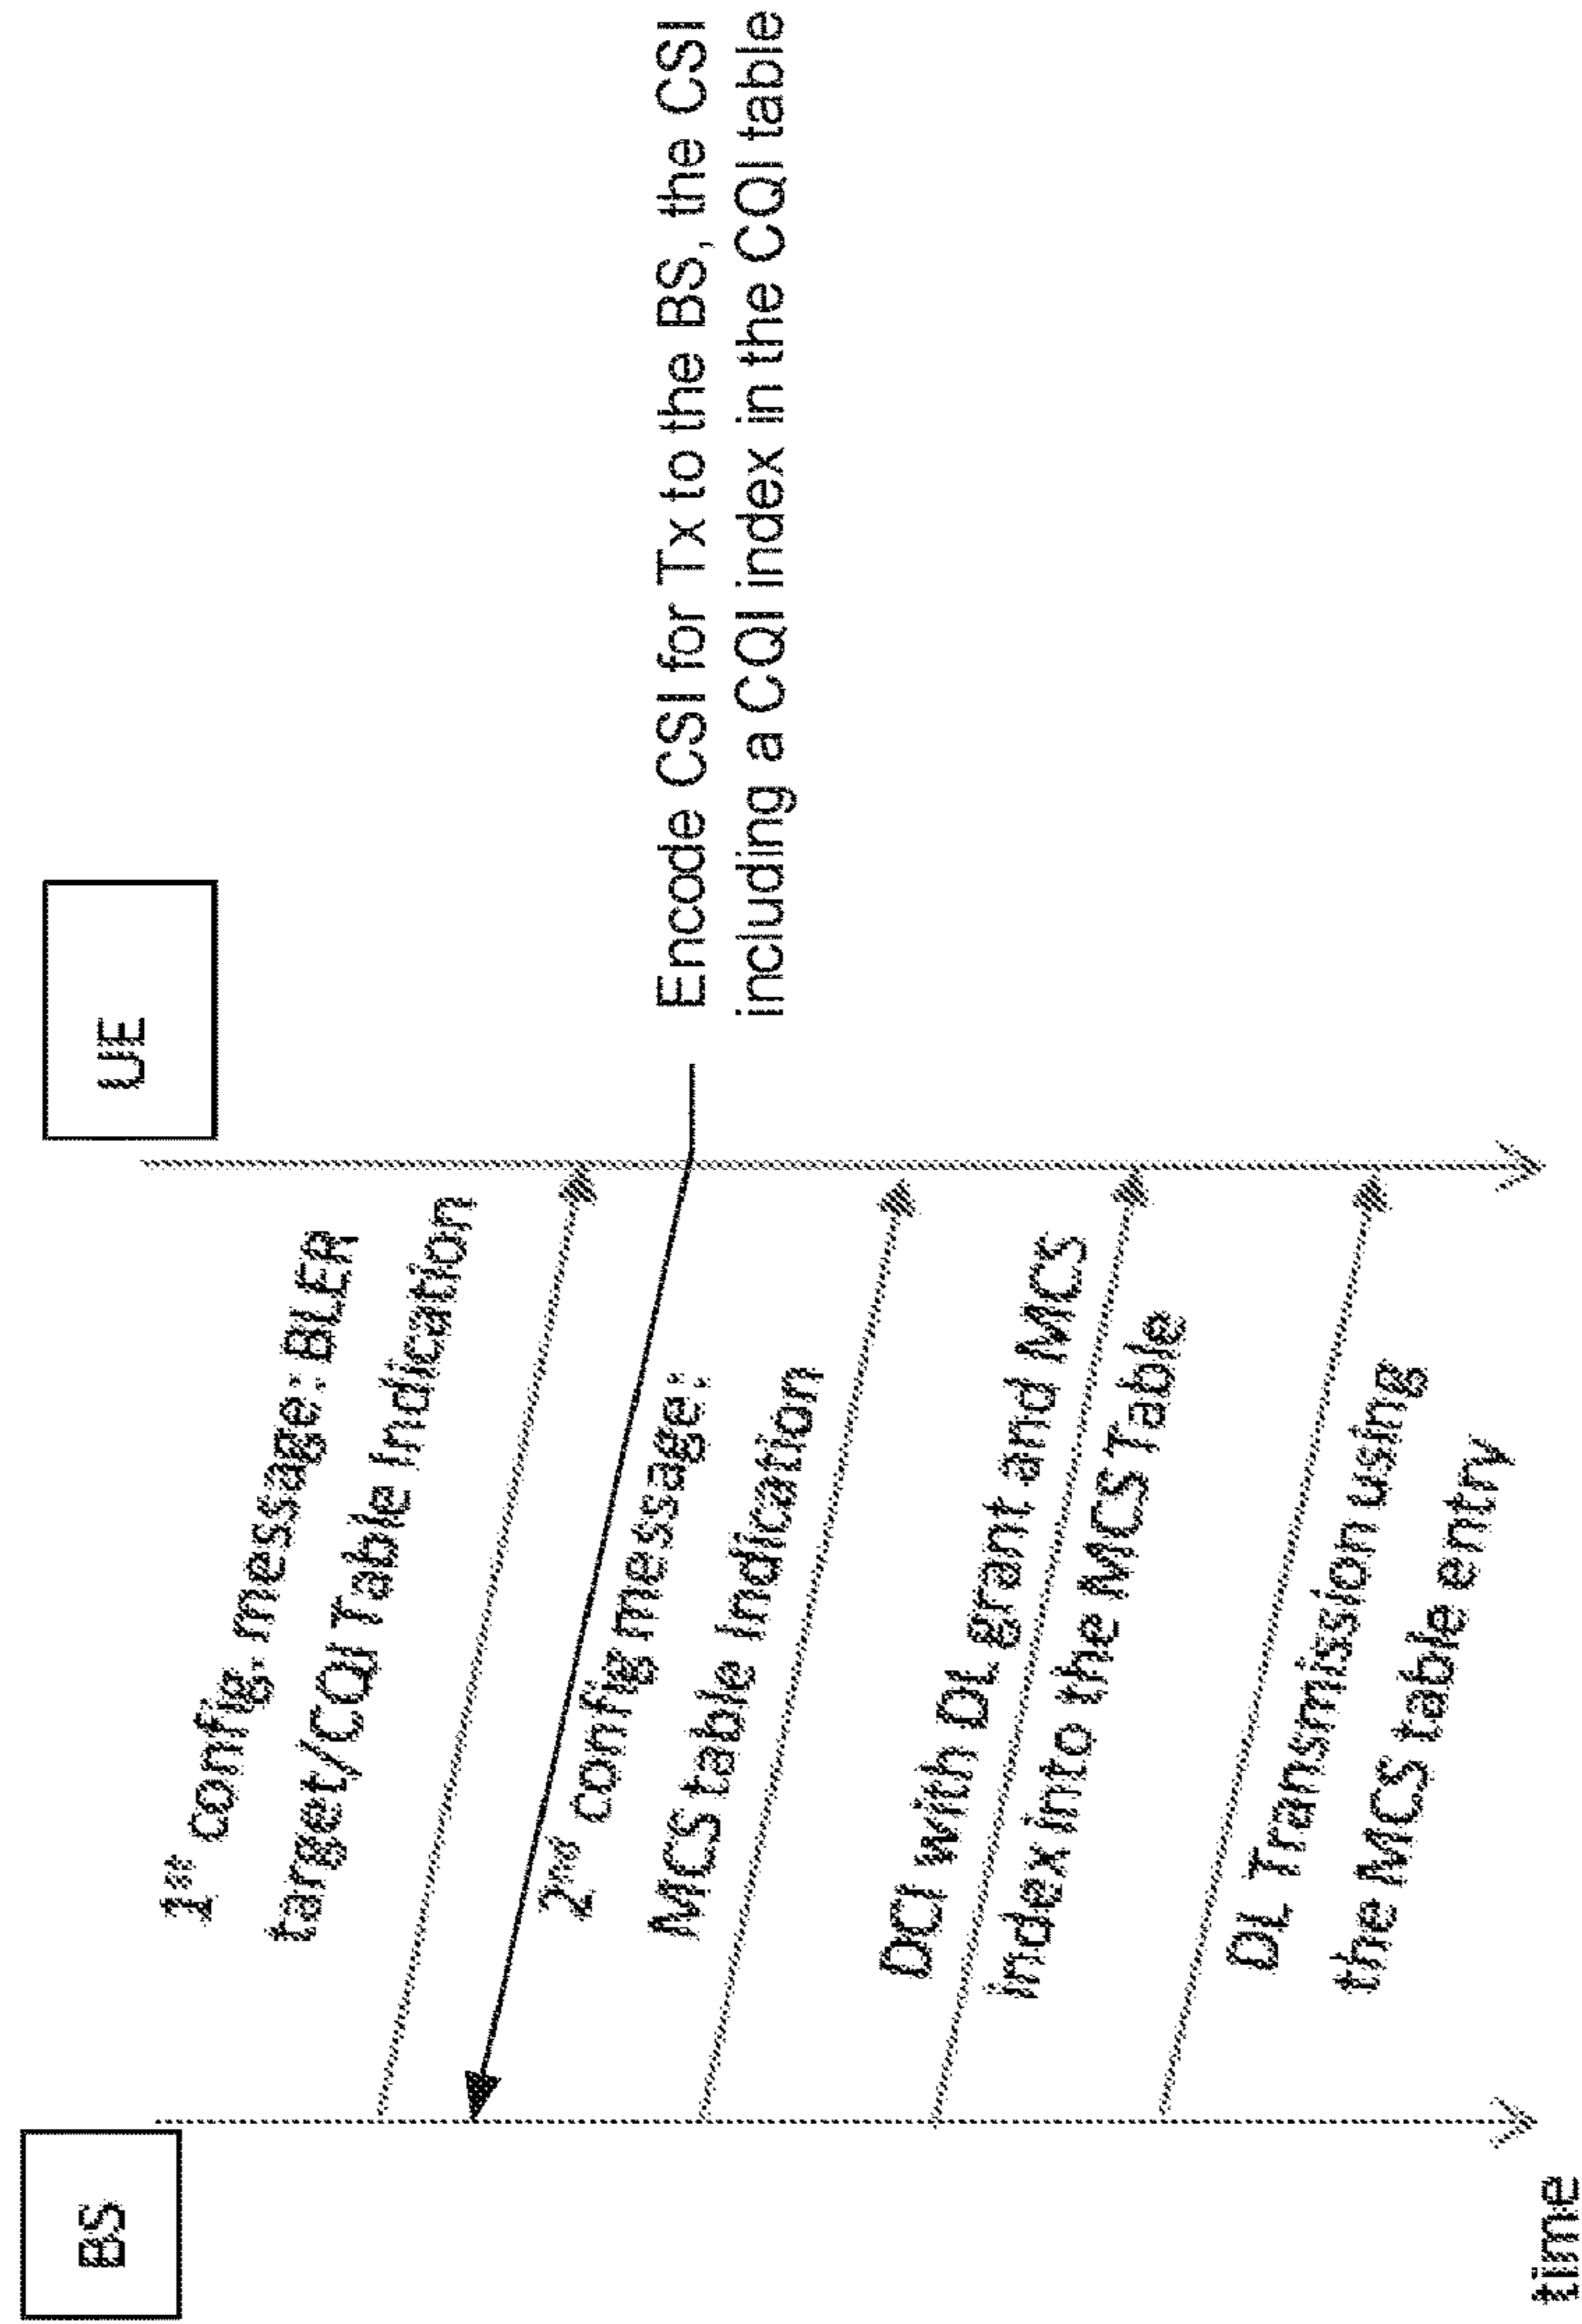 BS
UE
1st config. message: BLER
target/CQI Table Indication
Encode CSI for Tx to the BS, the CSI
including a CQI index in the CQI table
2nd config message:
MCS table Indication
DCI with DL grant and MCS
index into the MCS Table
DL Transmission using
the MCS table entry
time